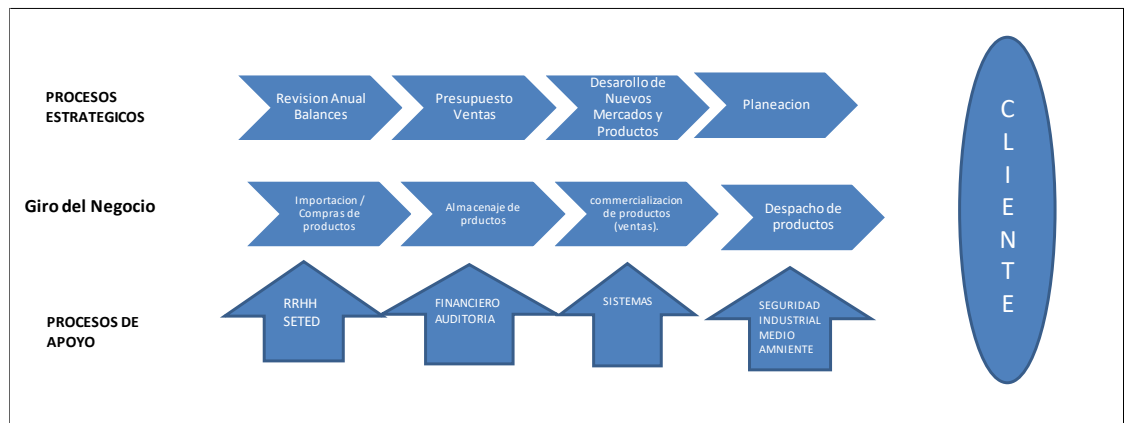 PROCESOS
ESTRATEGICOS
Revision Anual
Balances
Presupuesto
Ventas
Desarollo de
Nuevos
Mercados y
Productos
Planeacion
Giro del Negocio
Importacion /
Compras de
productos
Almacenaje de
prductos
commercializacion
de productos
(ventas).
Despacho de
productos
PROCESOS DE
APOYO
RRHH
SETED
FINANCIERO
AUDITORIA
SISTEMAS
SEGURIDAD
INDUSTRIAL
MEDIO
AMNIENTE
C
L
I
E
N
T
E